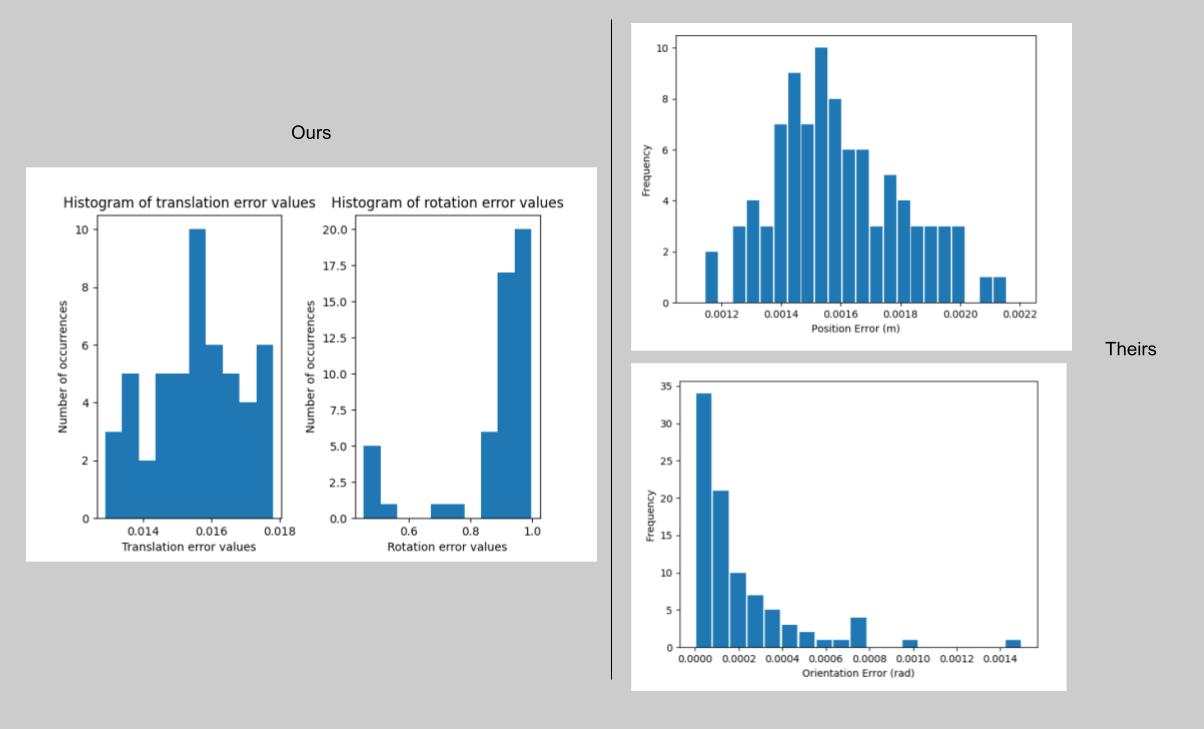 Ours
Histogram of translation error values
Number of occurrences
10
8
6
4
2
0
0.014 0.016 0.018
Translation error values
Histogram of rotation error values
Number of occurrences
20.0
17.5
15.0
12.5
10.0
7.5
5.0
2.5
0.0
0.6 0.8 1.0
Rotation error values
Frequency
10
8
6
4
2
0
0.0012 0.0014 0.0016 0.0018 0.0020 0.0022
Position Error (m)
Theirs
Frequency
35
30
25
20
15
10
5
0
0.0000 0.0002 0.0004 0.0006 0.0008 0.0010 0.0012 0.0014
Orientation Error (rad)